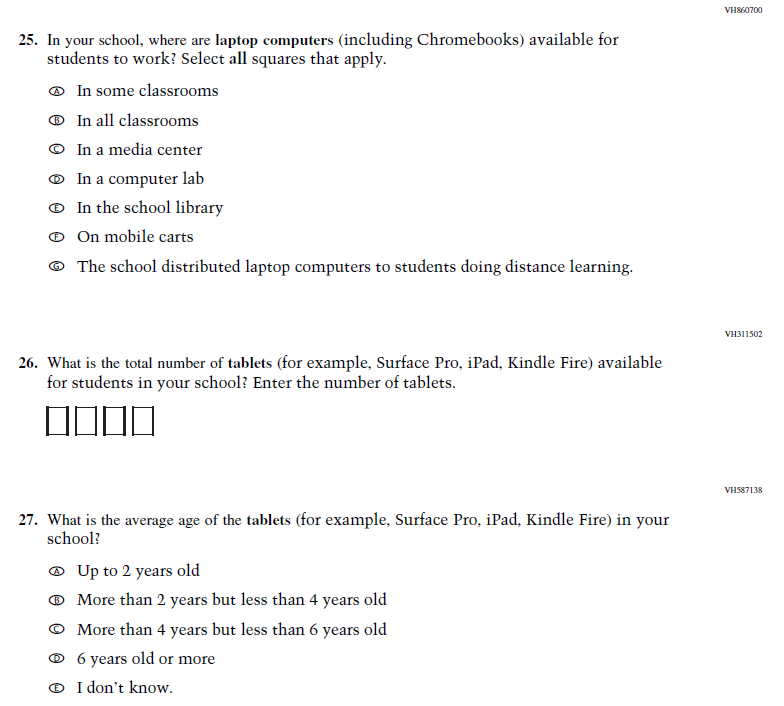 VH860700
25. In your school, where are laptop computers (including Chromebooks) available for
students to work? Select all squares that apply.
A In some classrooms
B In all classrooms
C In a media center
D In a computer lab
E In the school library
F On mobile carts
G The school distributed laptop computers to students doing distance learning.
VH311502
26. What is the total number of tablets (for example, Surface Pro, iPad, Kindle Fire) available
for students in your school? Enter the number of tablets.
VH587138
27. What is the average age of the tablets (for example, Surface Pro, iPad, Kindle Fire) in your
school?
A Up to 2 years old
B More than 2 years but less than 4 years old
C More than 4 years but less than 6 years old
D 6 years old or more
E I don't know.